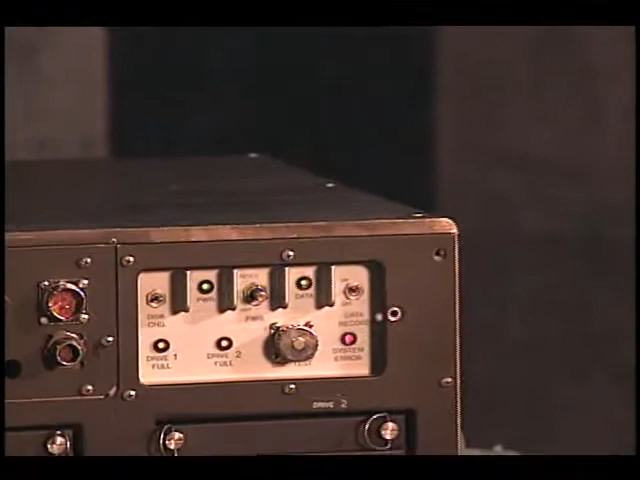 PWR
DATA
DISK
CHG.
PWR
DATA
RECORD
DRIVE 1
FULL
DRIVE 2
FULL
TEST
SYSTEM
ERROR
DRIVE 2